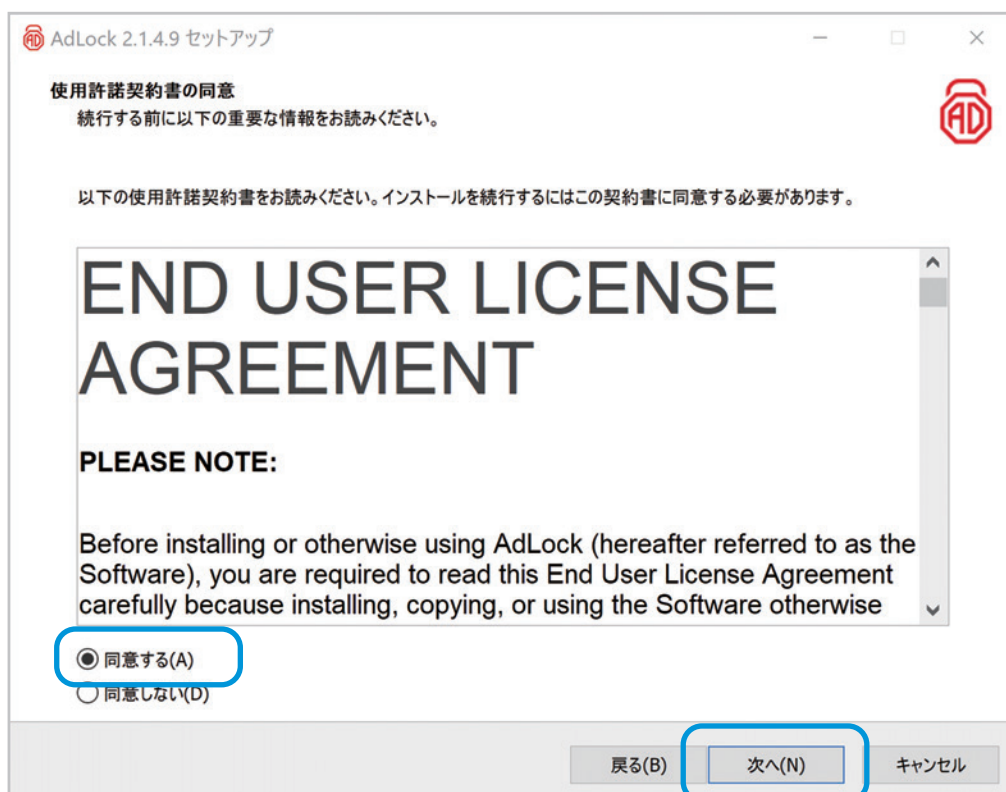 AdLock 2.1.4.9 セットアップ
使用許諾契約書の同意
続行する前に以下の重要な情報をお読みください。
AD
以下の使用許諾契約書をお読みください。インストールを続行するにはこの契約書に同意する必要があります。
END USER LICENSE
AGREEMENT
PLEASE NOTE:
Before installing or otherwise using AdLock (hereafter referred to as the
Software), you are required to read this End User License Agreement
carefully because installing, copying, or using the Software otherwise
同意する(A)
同意しない(D)
戻る(B) 次へ(N) キャンセル